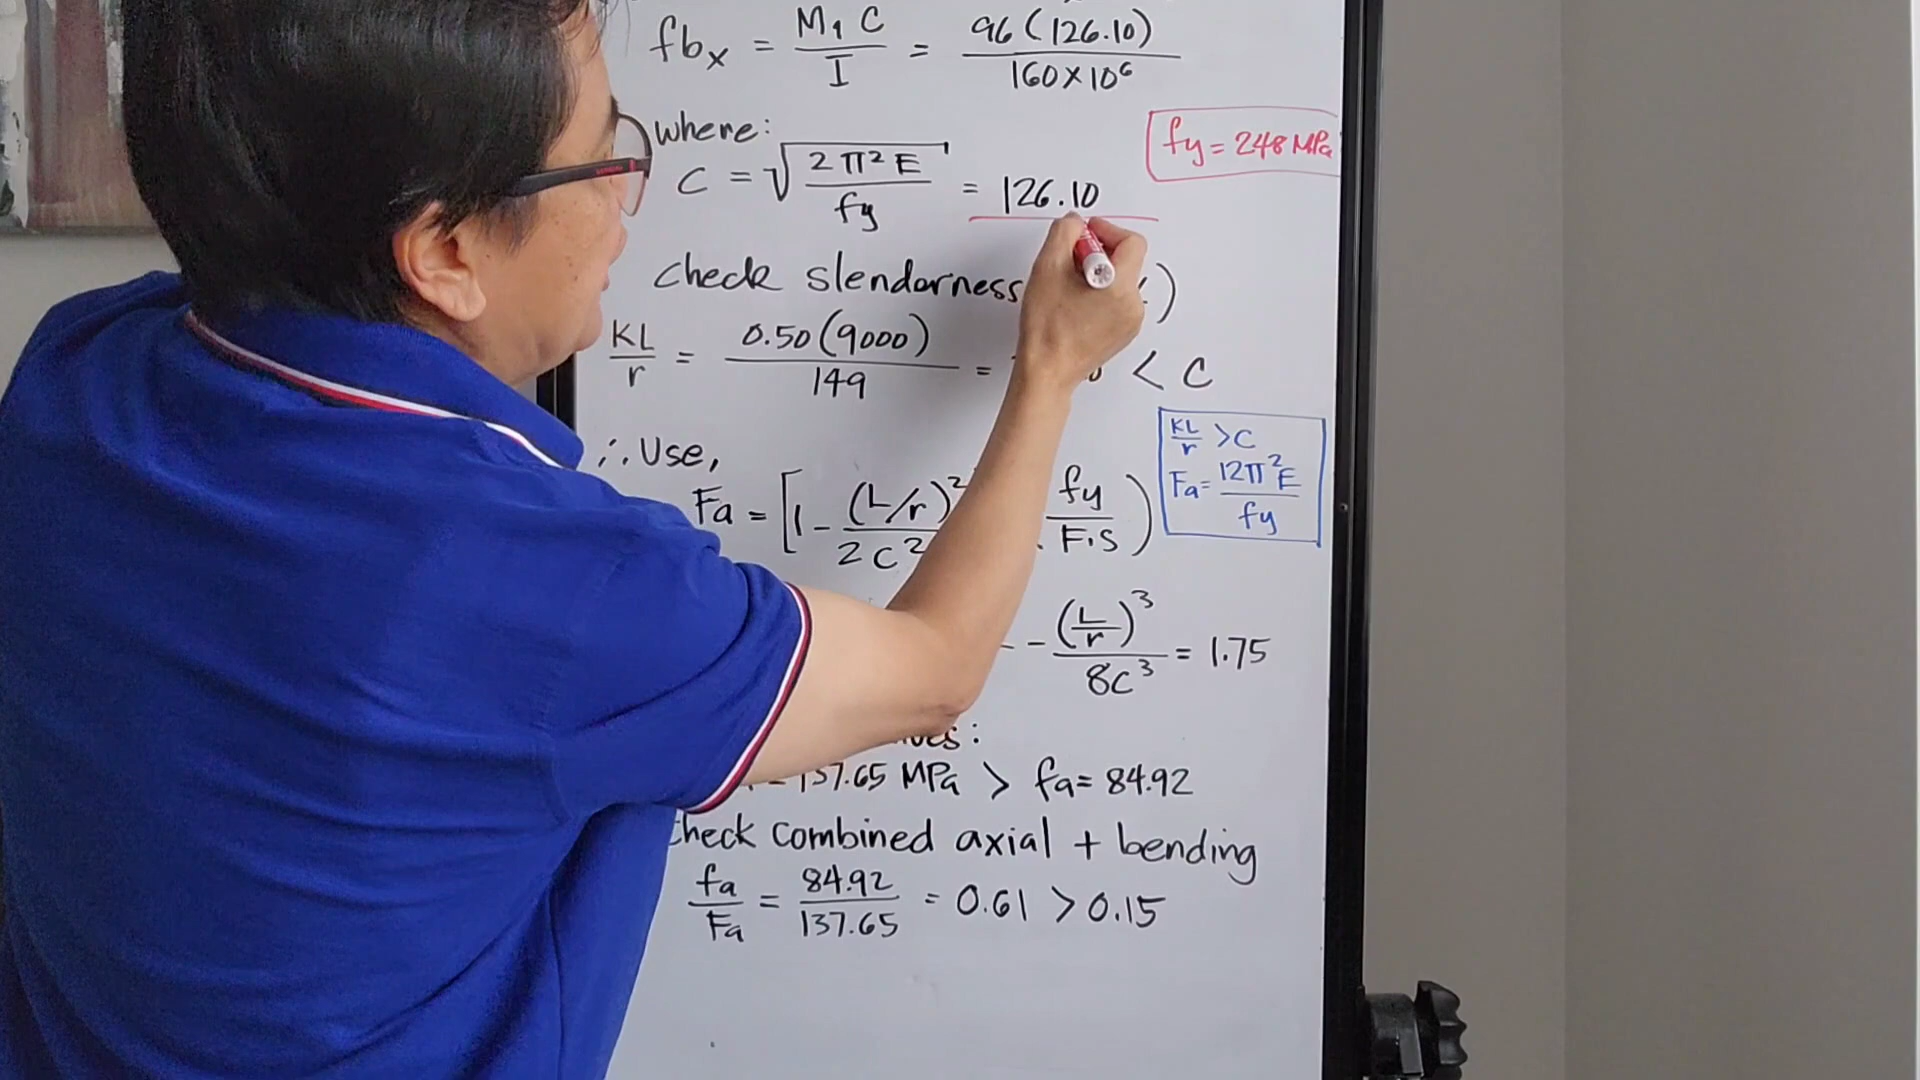 fbx = M1 C / I = 96 (126.10) / 160×10⁶
where:
fy = 248 MPa
C = √(2π²E / fy) = 126.10
check slenderness )
KL/r = 0.50(9000) / 149 = < C
∴ Use,
KL/r > C
Fa = 12π²E / fy
Fa = [1 - (L/r)² / 2C² fy / F.S )
- (L/r)³ / 8C³ = 1.75
137.65 MPa > fa = 84.92
check combined axial + bending
fa / Fa = 84.92 / 137.65 = 0.61 > 0.15